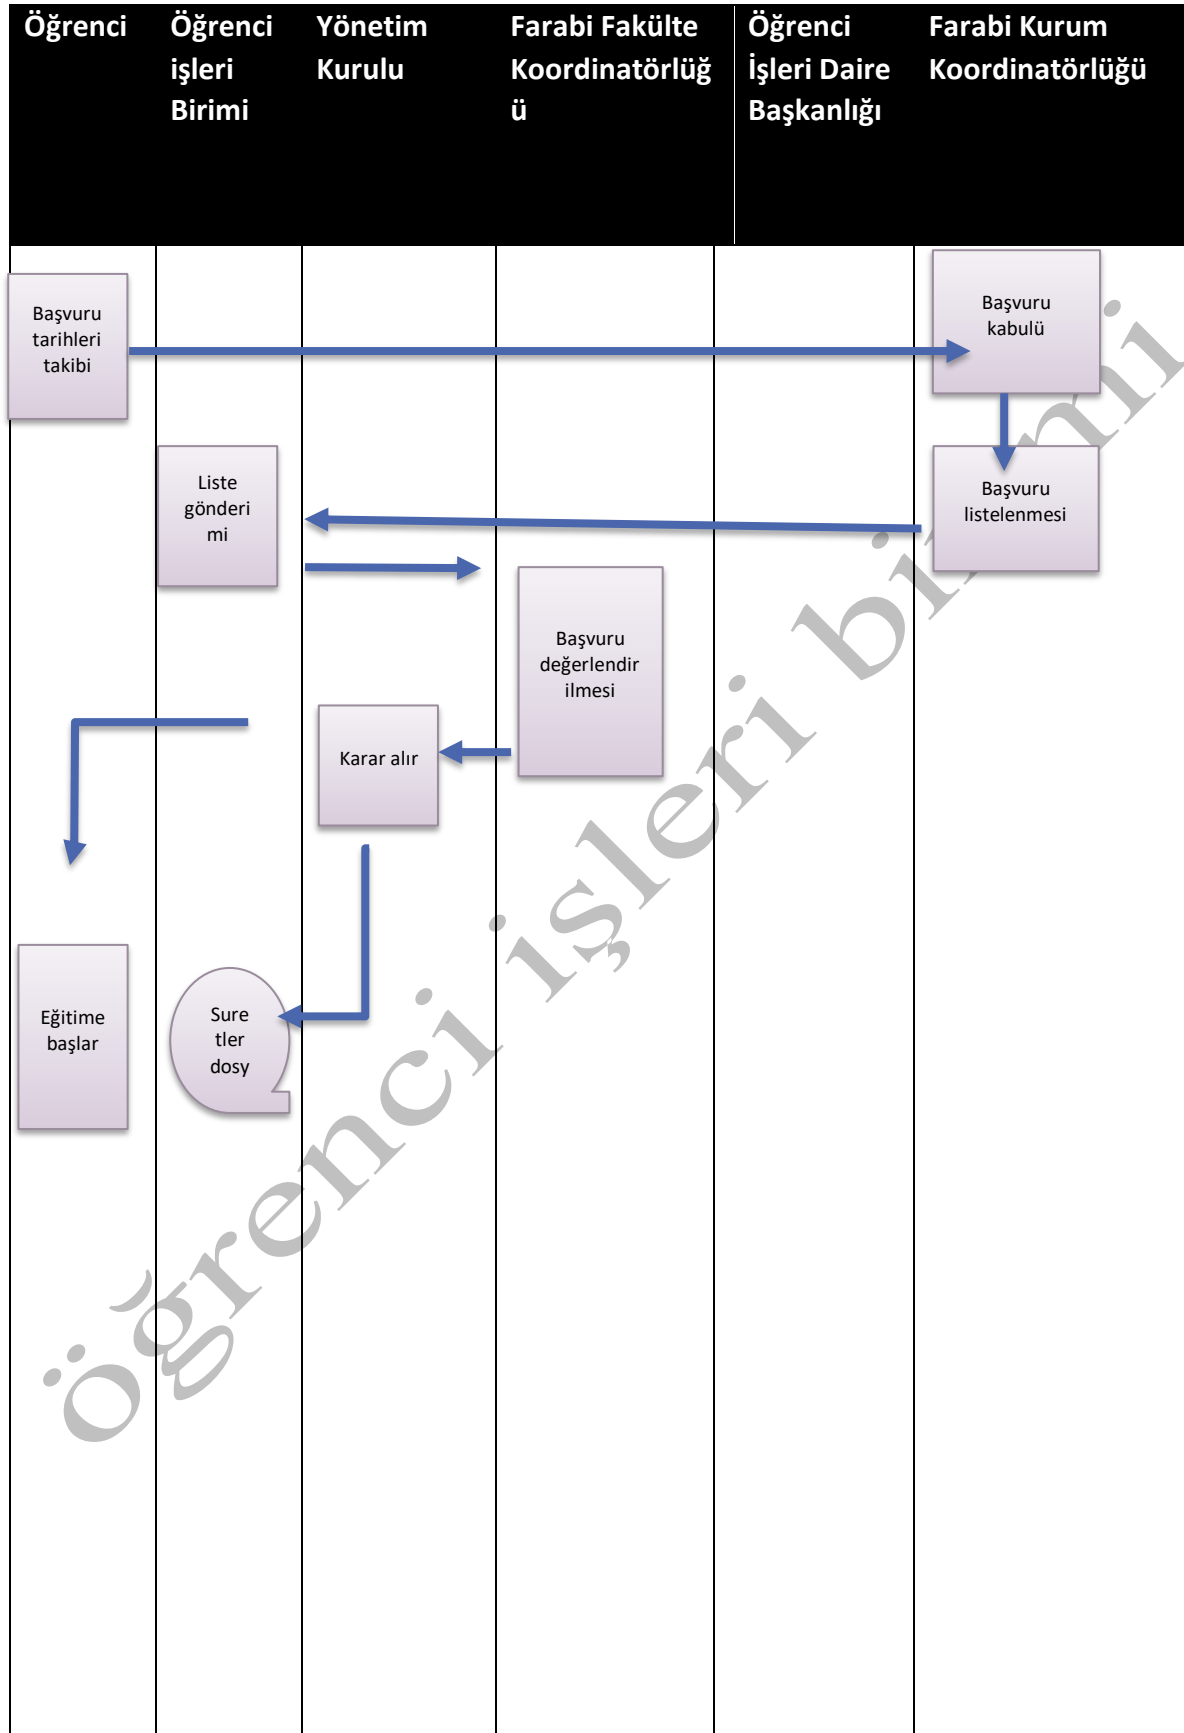 Öğrenci
Öğrenci
işleri
Birimi
Yönetim
Kurulu
Farabi Fakülte
Koordinatörlüğ
ü
Öğrenci
İşleri Daire
Başkanlığı
Farabi Kurum
Koordinatörlüğü
Başvuru
tarihleri
takibi
Başvuru
kabulü
Liste
gönderi
mi
Başvuru
listelenmesi
Başvuru
değerlendir
ilmesi
Karar alır
Eğitime
başlar
Sure
tler
dosy
öğrenci işleri birimi